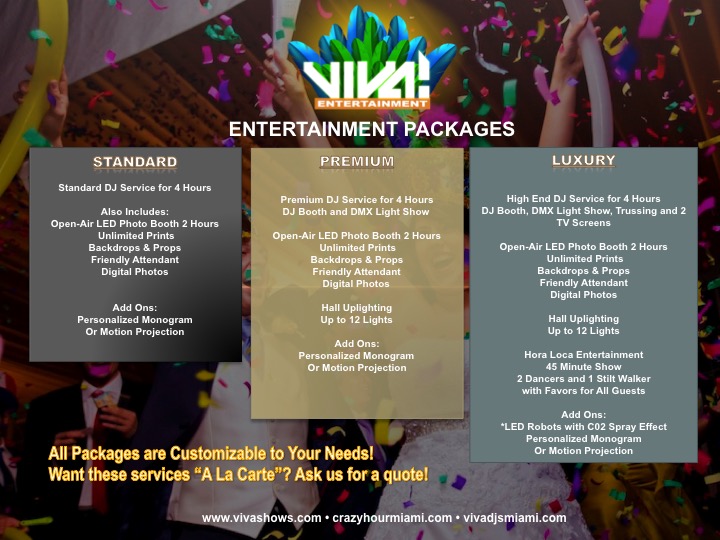 VIVA!
ENTERTAINMENT
ENTERTAINMENT PACKAGES
STANDARD
Standard DJ Service for 4 Hours
Also Includes:
Open-Air LED Photo Booth 2 Hours
Unlimited Prints
Backdrops & Props
Friendly Attendant
Digital Photos
Add Ons:
Personalized Monogram
Or Motion Projection
PREMIUM
Premium DJ Service for 4 Hours
DJ Booth and DMX Light Show
Open-Air LED Photo Booth 2 Hours
Unlimited Prints
Backdrops & Props
Friendly Attendant
Digital Photos
Hall Uplighting
Up to 12 Lights
Add Ons:
Personalized Monogram
Or Motion Projection
LUXURY
High End DJ Service for 4 Hours
DJ Booth, DMX Light Show, Trussing and 2
TV Screens
Open-Air LED Photo Booth 2 Hours
Unlimited Prints
Backdrops & Props
Friendly Attendant
Digital Photos
Hall Uplighting
Up to 12 Lights
Hora Loca Entertainment
45 Minute Show
2 Dancers and 1 Stilt Walker
with Favors for All Guests
Add Ons:
*LED Robots with C02 Spray Effect
Personalized Monogram
Or Motion Projection
All Packages are Customizable to Your Needs!
Want these services “A La Carte”? Ask us for a quote!
www.vivashows.com • crazyhourmiami.com • vivadjsmiami.com